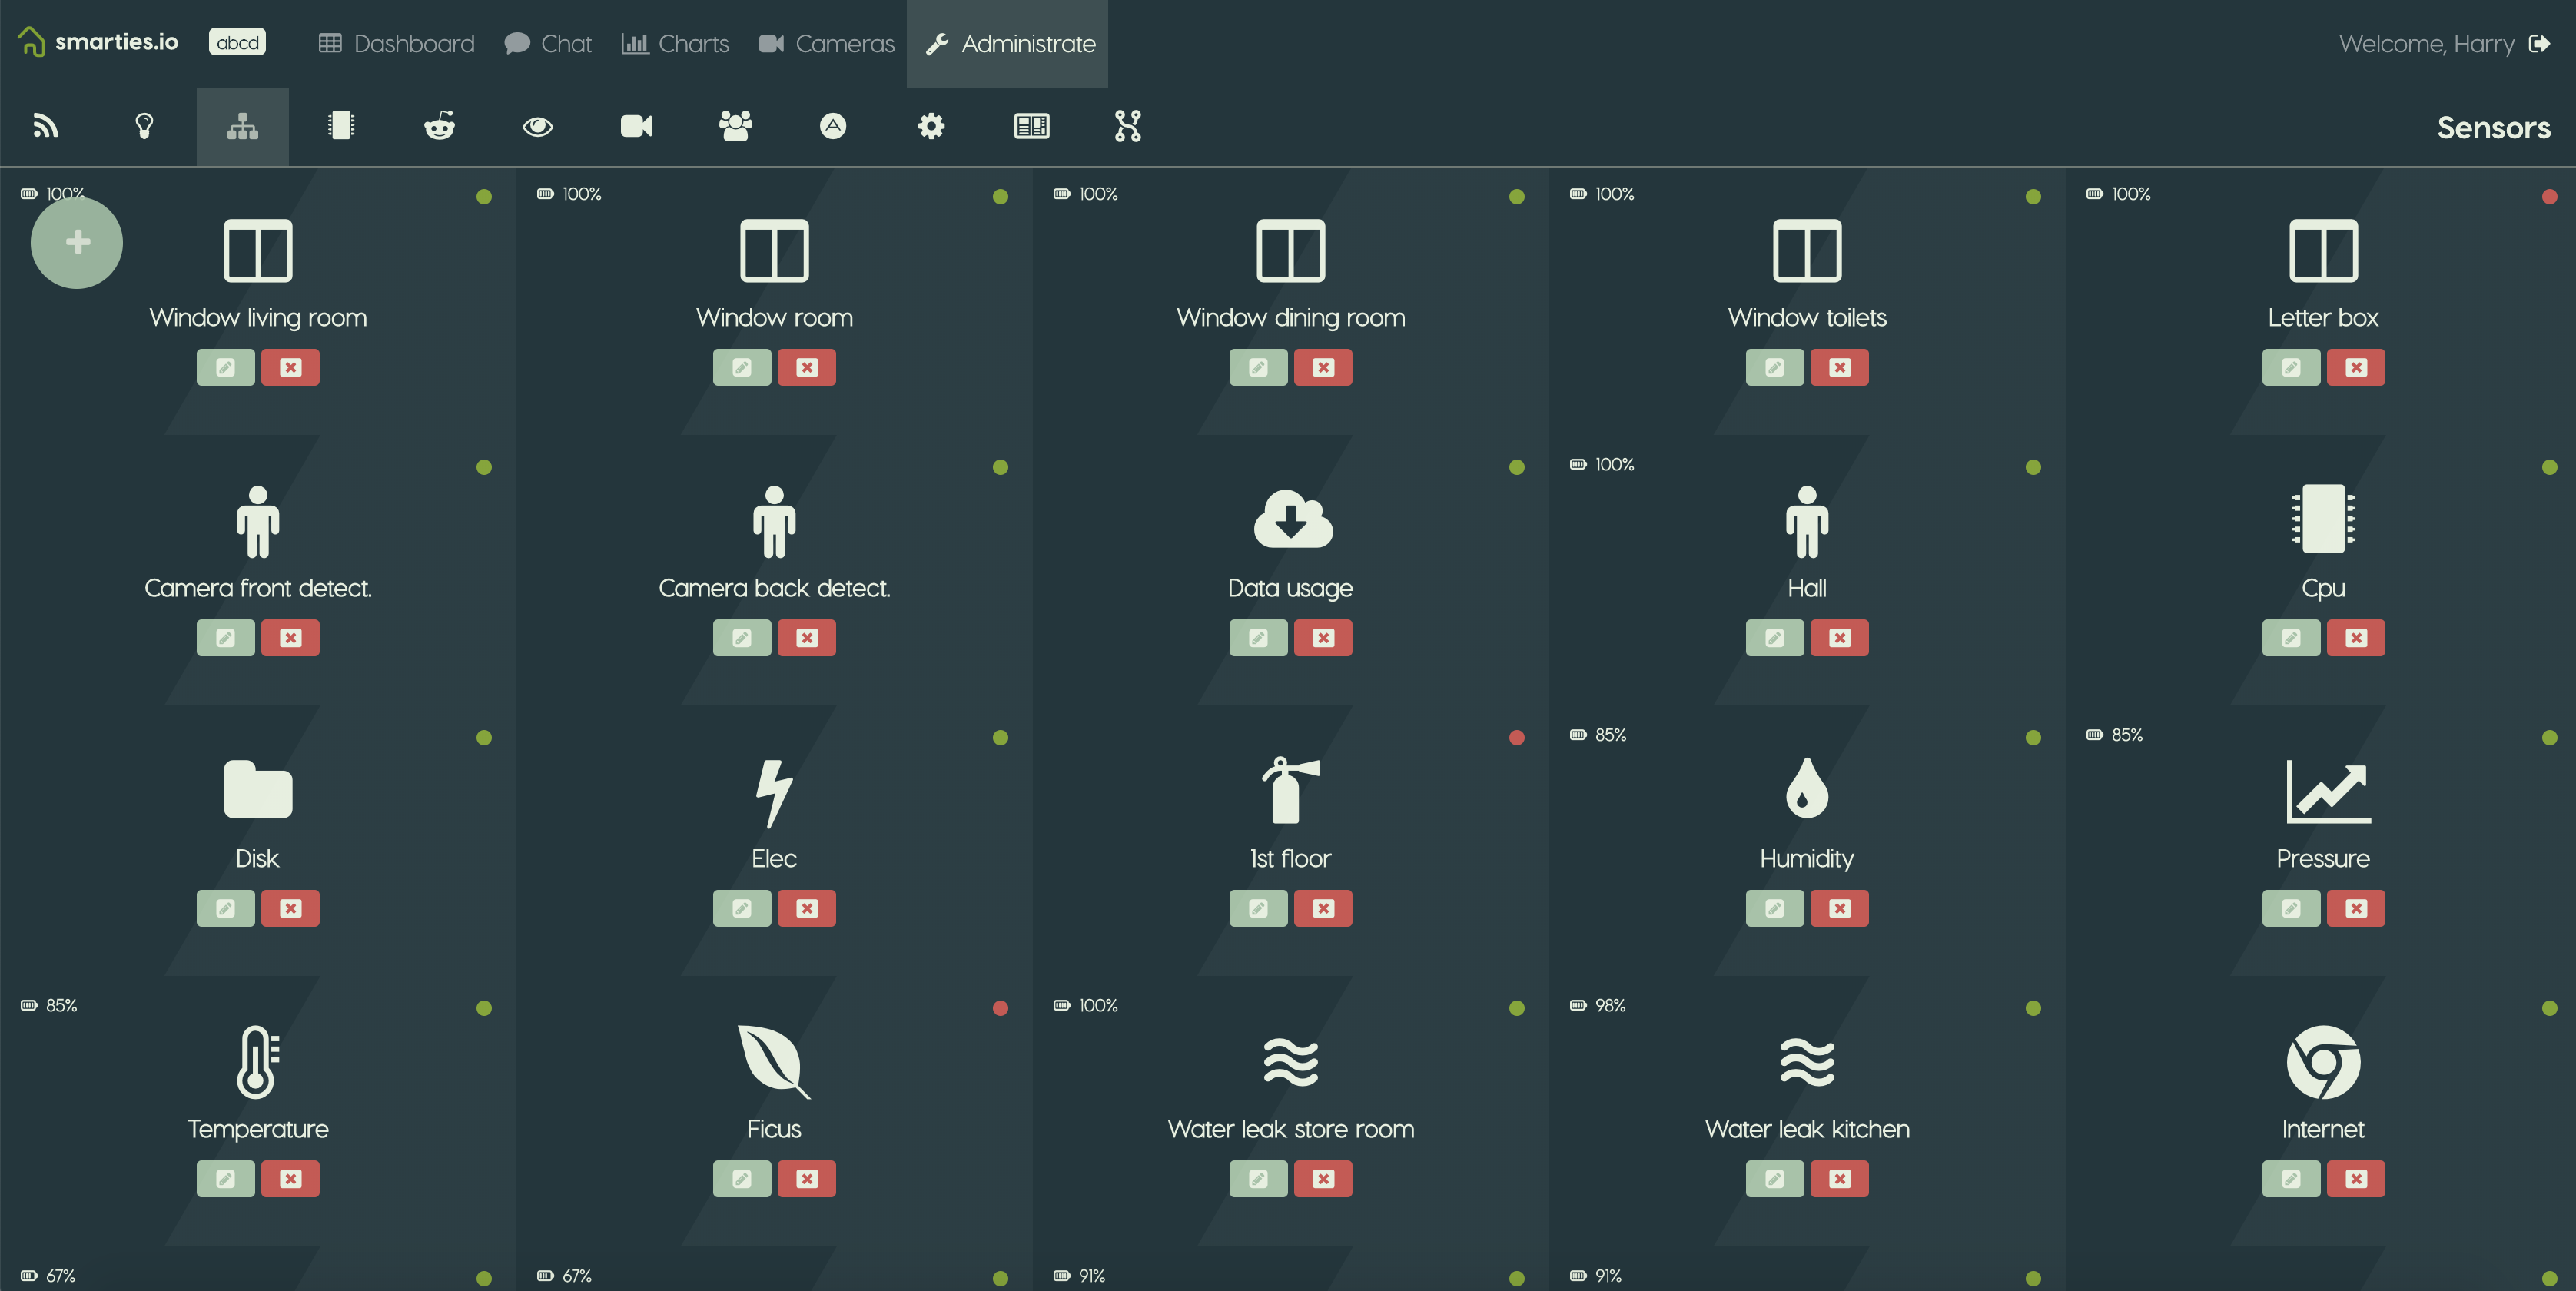 smarties.io abcd Dashboard Chat Charts Cameras Administrate Welcome, Harry
Sensors
100% 100% 100% 100% 100%
Window living room Window room Window dining room Window toilets Letter box
100%
Camera front detect. Camera back detect. Data usage Hall Cpu
85% 85%
Disk Elec 1st floor Humidity Pressure
85% 100% 98%
Temperature Ficus Water leak store room Water leak kitchen Internet
67% 67% 91% 91%